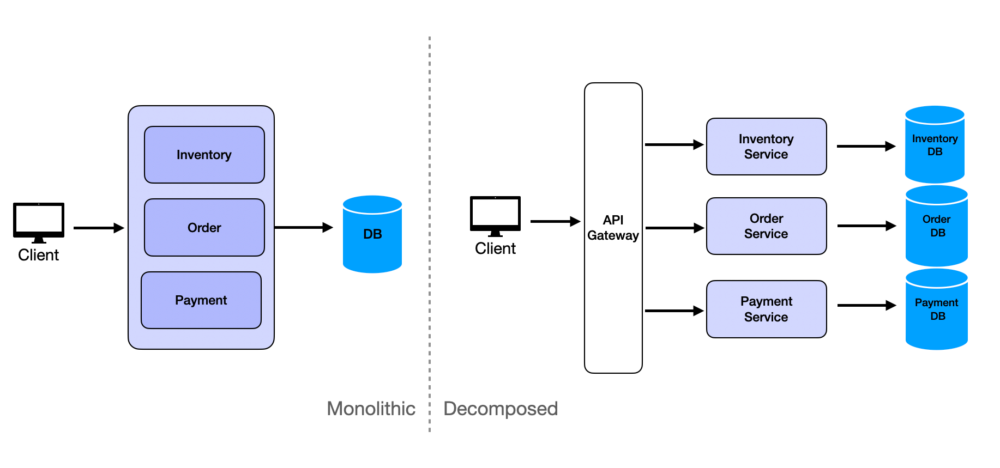 Inventory
Order
Payment
Client
DB
Monolithic
Client
API
Gateway
Inventory
Service
Order
Service
Payment
Service
Inventory
DB
Order
DB
Payment
DB
Decomposed